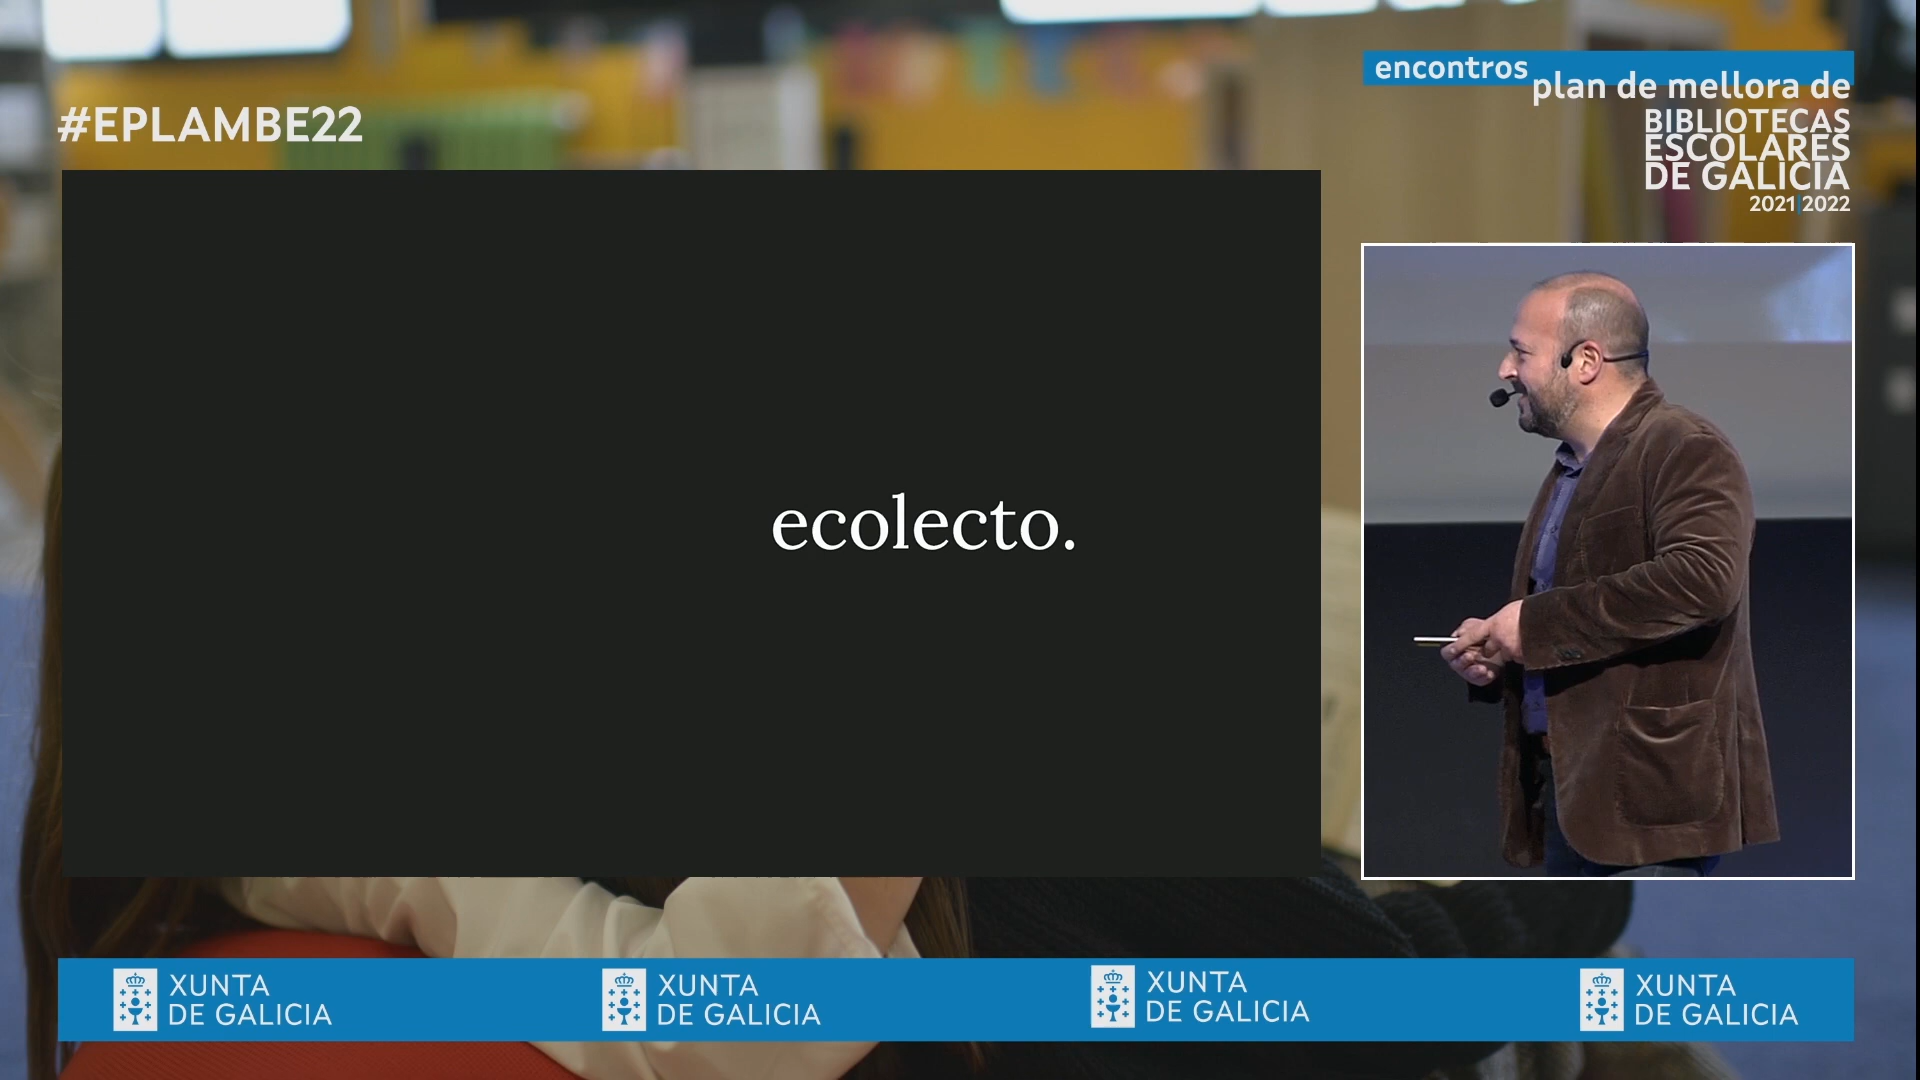 #EPLAMBE22
encontros
plan de mellora de
BIBLIOTECAS
ESCOLARES
DE GALICIA
2021|2022
ecolecto.
XUNTA
DE GALICIA
XUNTA
DE GALICIA
XUNTA
DE GALICIA
XUNTA
DE GALICIA